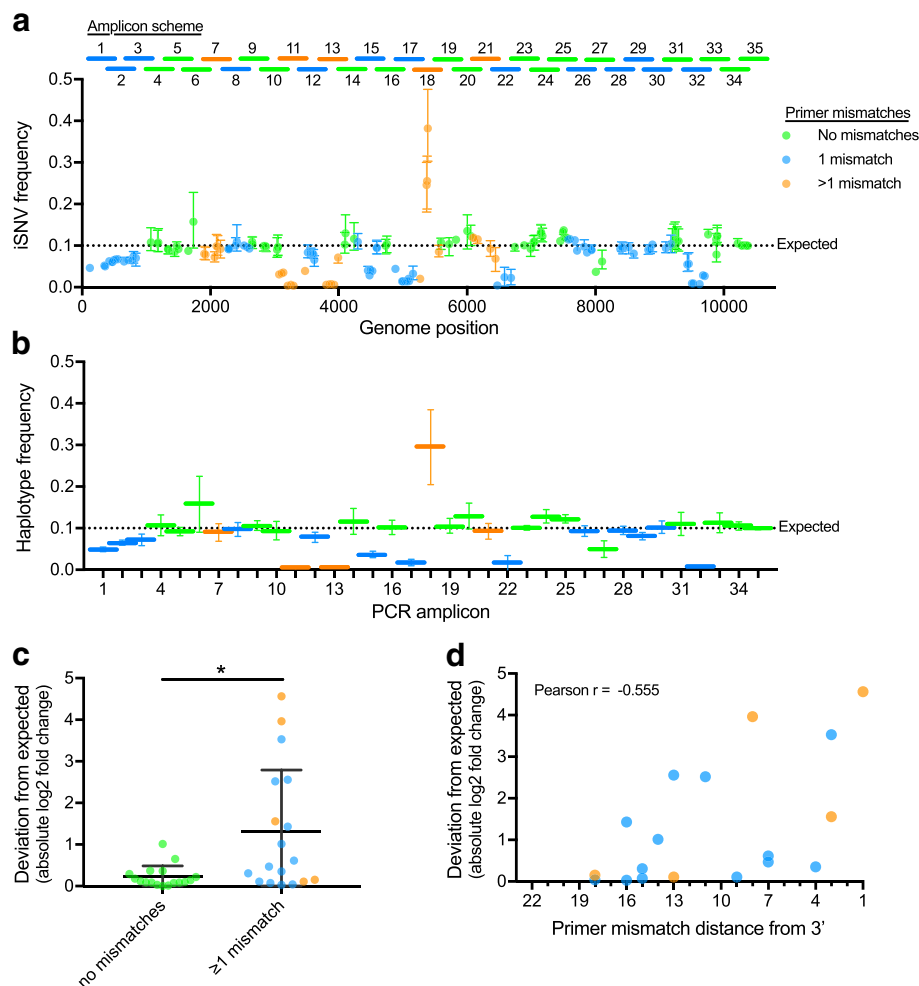 a
Amplicon scheme
1 3 5 7 9 11 13 15 17 19 21 23 25 27 29 31 33 35
2 4 6 8 10 12 14 16 18 20 22 24 26 28 30 32 34
Primer mismatches
No mismatches
1 mismatch
>1 mismatch
iSNV frequency
0.5
0.4
0.3
0.2
0.1
0.0
Expected
0 2000 4000 6000 8000 10000
Genome position
b
Haplotype frequency
0.5
0.4
0.3
0.2
0.1
0.0
Expected
1 4 7 10 13 16 19 22 25 28 31 34
PCR amplicon
c
Deviation from expected
(absolute log2 fold change)
5
4
3
2
1
0
*
no mismatches
≥1 mismatch
d
Deviation from expected
(absolute log2 fold change)
5
4
3
2
1
0
Pearson r = -0.555
22 19 16 13 10 7 4 1
Primer mismatch distance from 3’